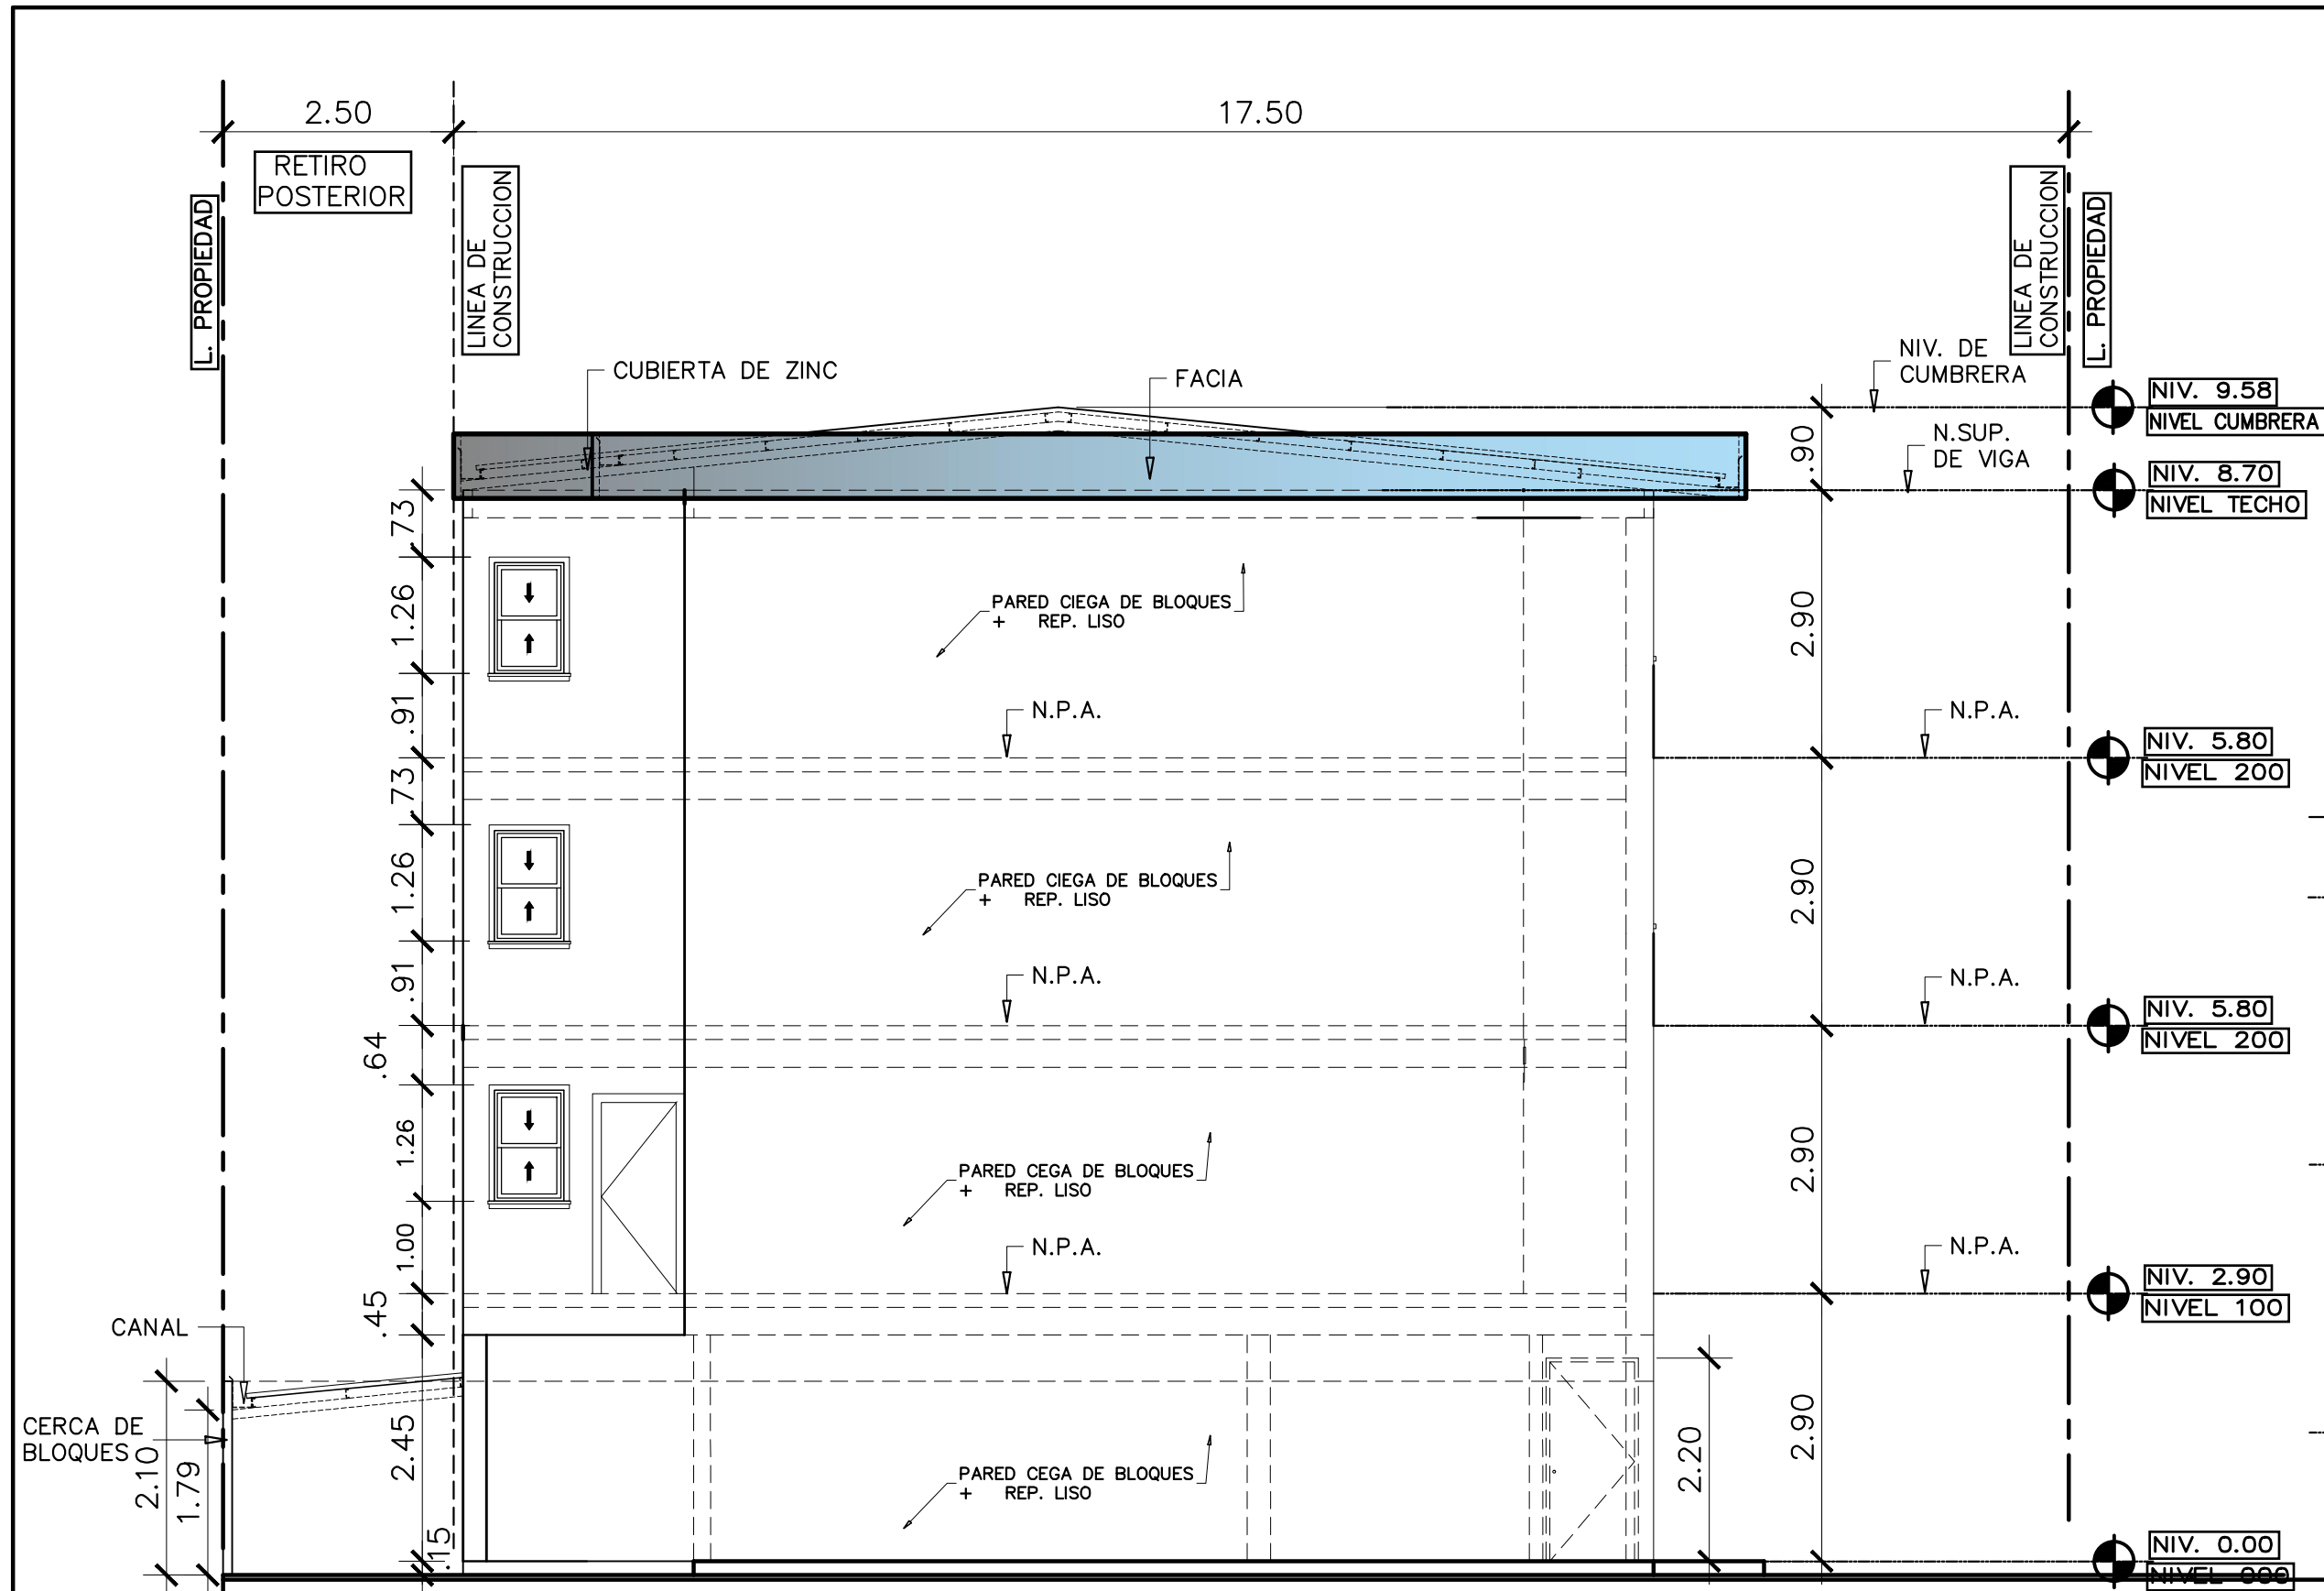 2.50
17.50
RETIRO
POSTERIOR
L. PROPIEDAD
LINEA DE
CONSTRUCCION
LINEA DE
CONSTRUCCION
L. PROPIEDAD
CUBIERTA DE ZINC
FACIA
NIV. DE
CUMBRERA
NIV. 9.58
NIVEL CUMBRERA
N.SUP.
DE VIGA
.90
NIV. 8.70
NIVEL TECHO
.73
1.26
PARED CIEGA DE BLOQUES
+ REP. LISO
2.90
.91
N.P.A.
N.P.A.
NIV. 5.80
NIVEL 200
.73
1.26
PARED CIEGA DE BLOQUES
+ REP. LISO
2.90
.91
N.P.A.
N.P.A.
NIV. 5.80
NIVEL 200
.64
1.26
PARED CEGA DE BLOQUES
+ REP. LISO
2.90
1.00
N.P.A.
N.P.A.
NIV. 2.90
NIVEL 100
.45
CANAL
CERCA DE
BLOQUES
2.10
1.79
2.45
PARED CEGA DE BLOQUES
+ REP. LISO
2.20
2.90
.15
NIV. 0.00
NIVEL 000